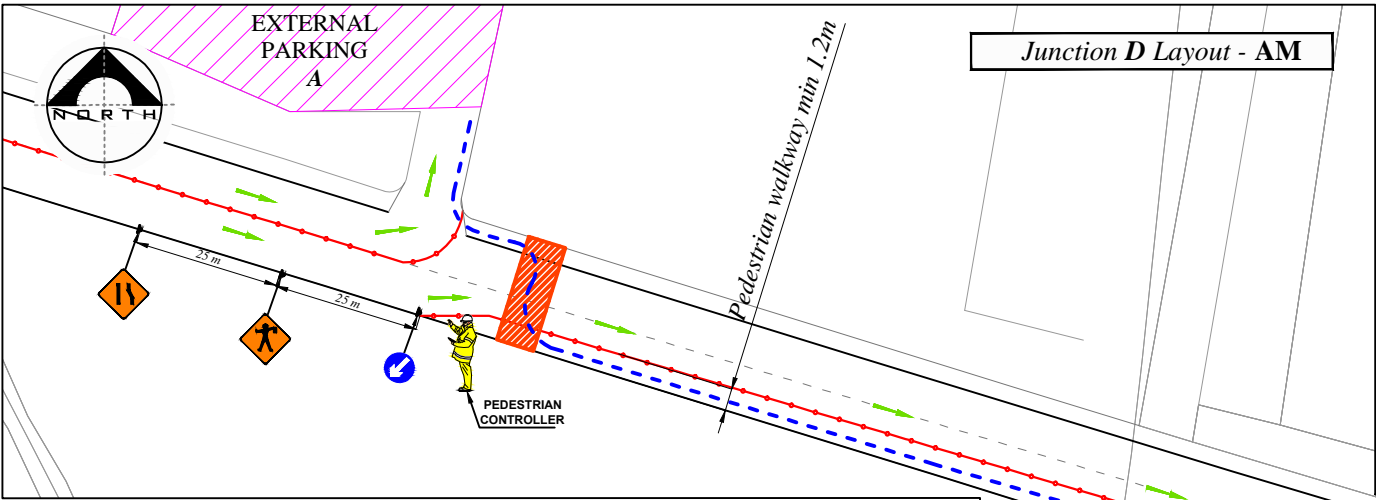 EXTERNAL
PARKING
A
Junction D Layout - AM
NORTH
Pedestrian walkway min 1.2m
25 m
25 m
PEDESTRIAN
CONTROLLER